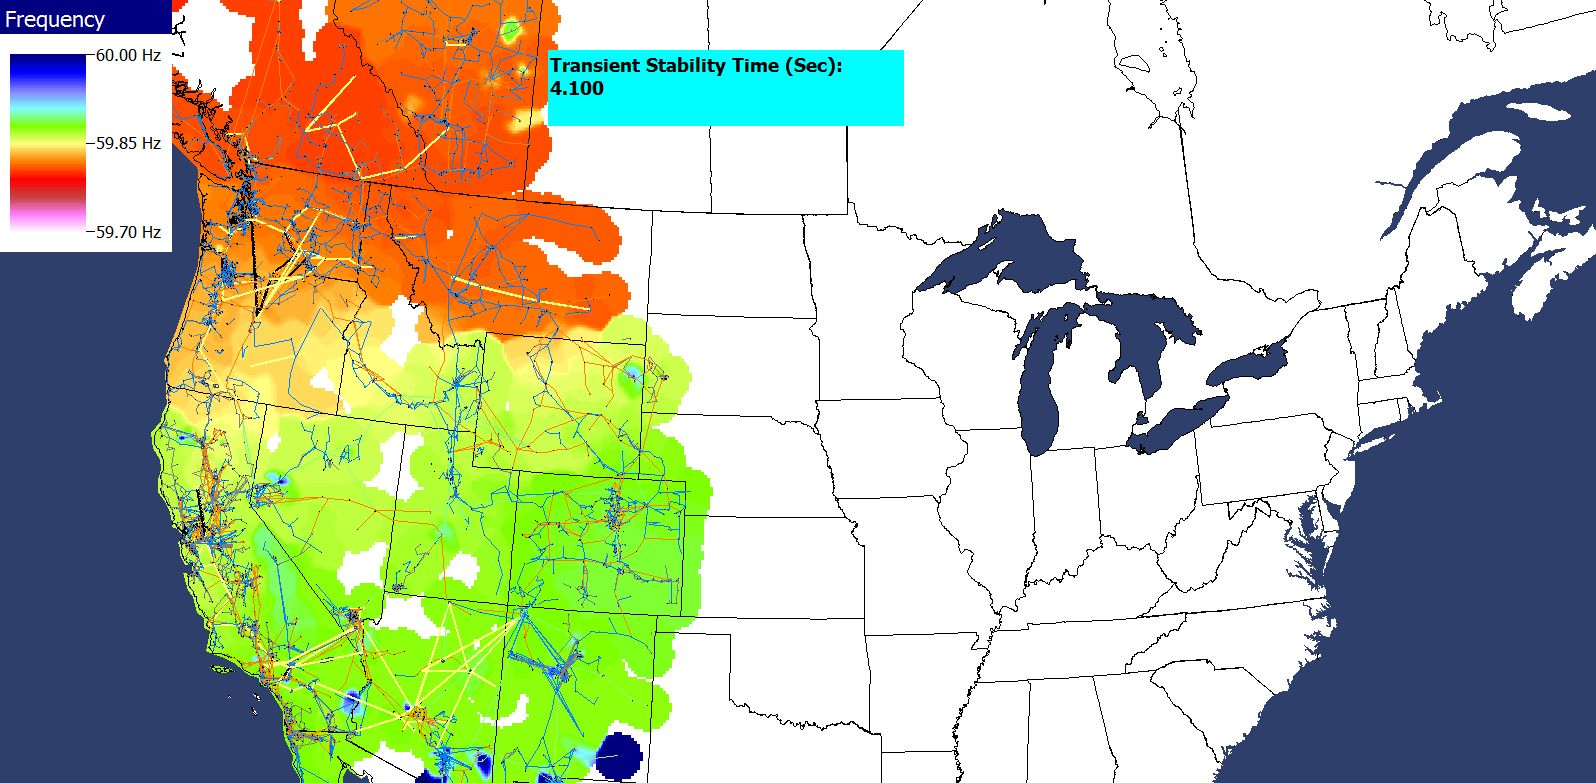 Frequency
60.00 Hz
59.85 Hz
59.70 Hz
Transient Stability Time (Sec):
4.100